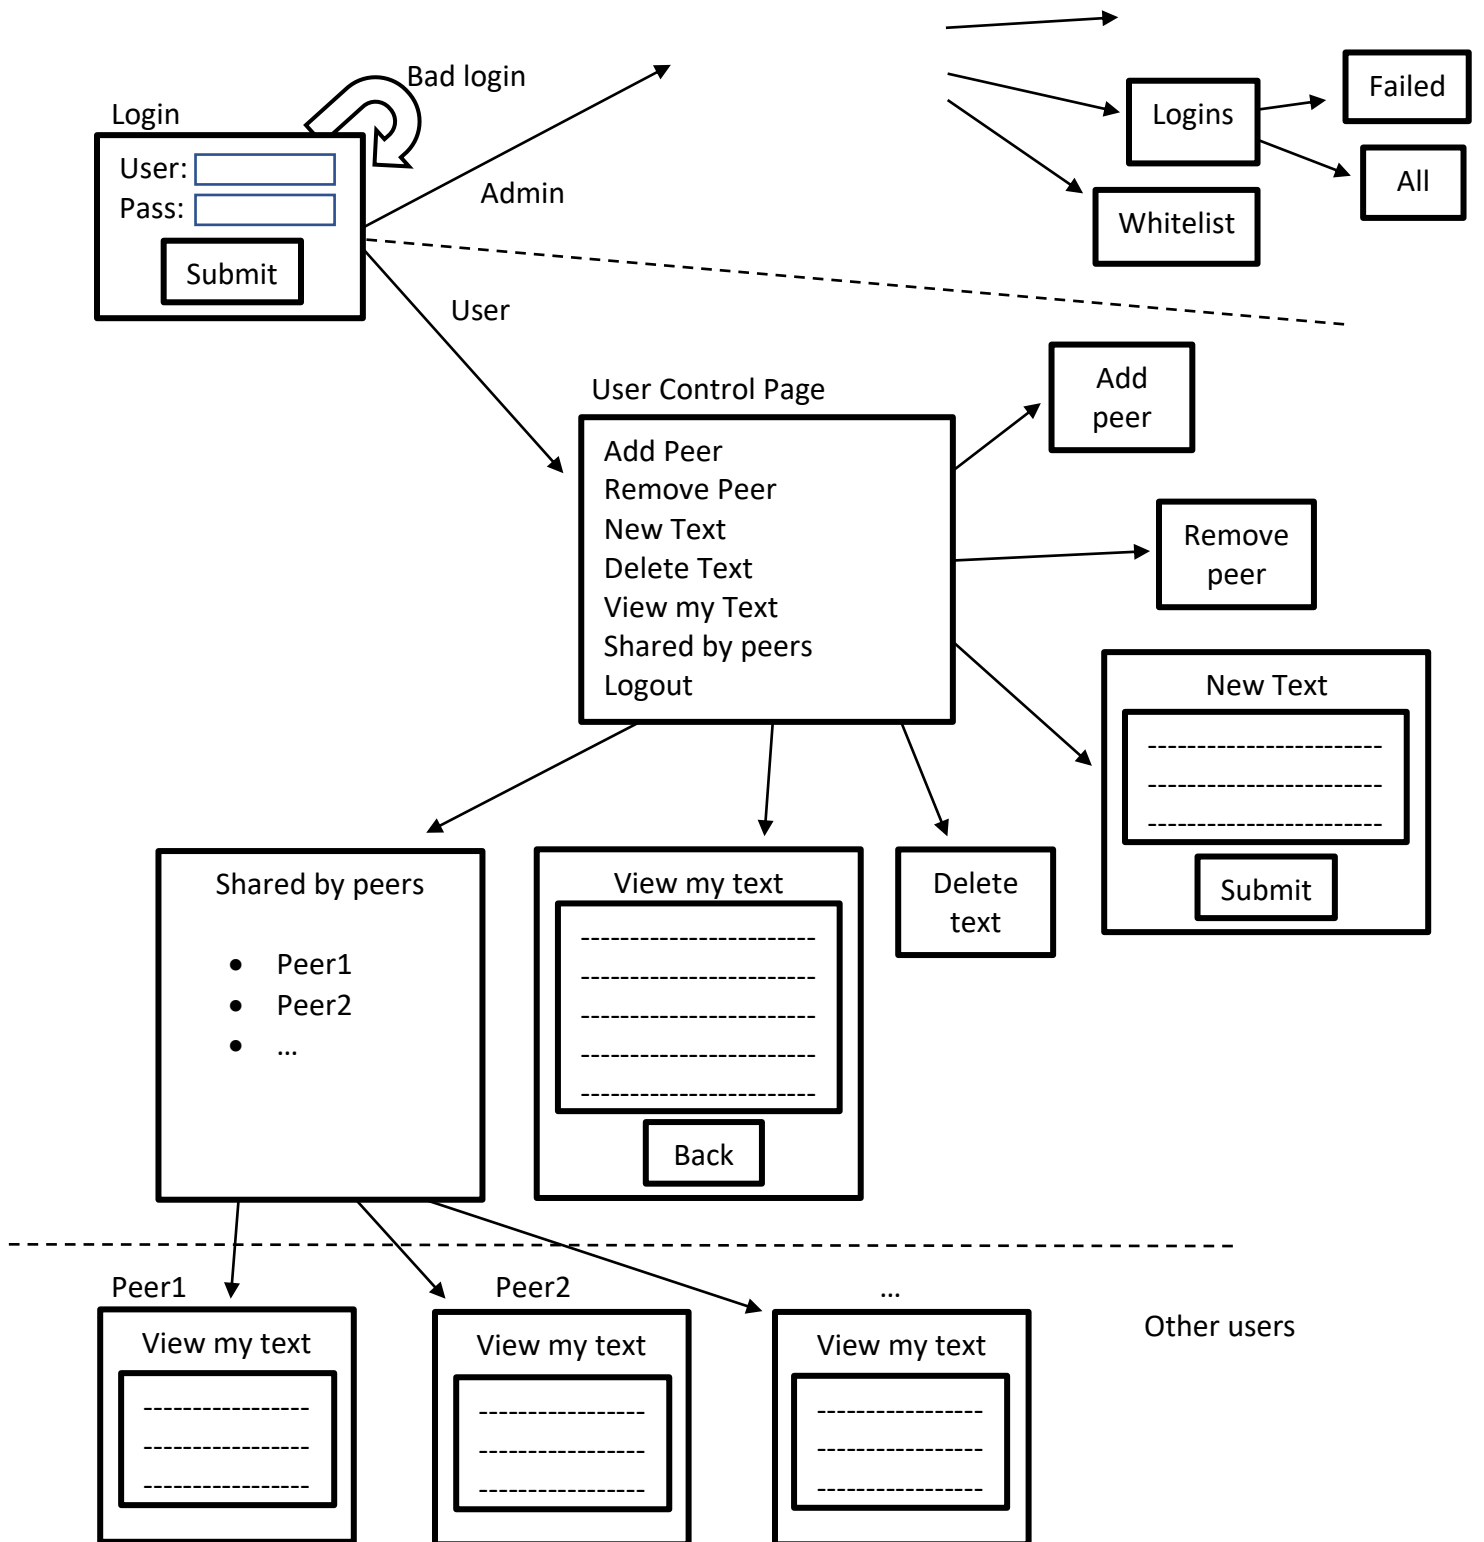 Bad login
Login
User:
Pass:
Submit
Admin
User
Logins
Failed
All
Whitelist
User Control Page
Add Peer
Remove Peer
New Text
Delete Text
View my Text
Shared by peers
Logout
Add
peer
Remove
peer
New Text
------------------------
------------------------
------------------------
Submit
Shared by peers
• Peer1
• Peer2
• ...
View my text
------------------------
------------------------
------------------------
------------------------
------------------------
Back
Delete
text
Peer1
View my text
-----------------
-----------------
-----------------
Peer2
View my text
-----------------
-----------------
-----------------
...
View my text
-----------------
-----------------
-----------------
Other users